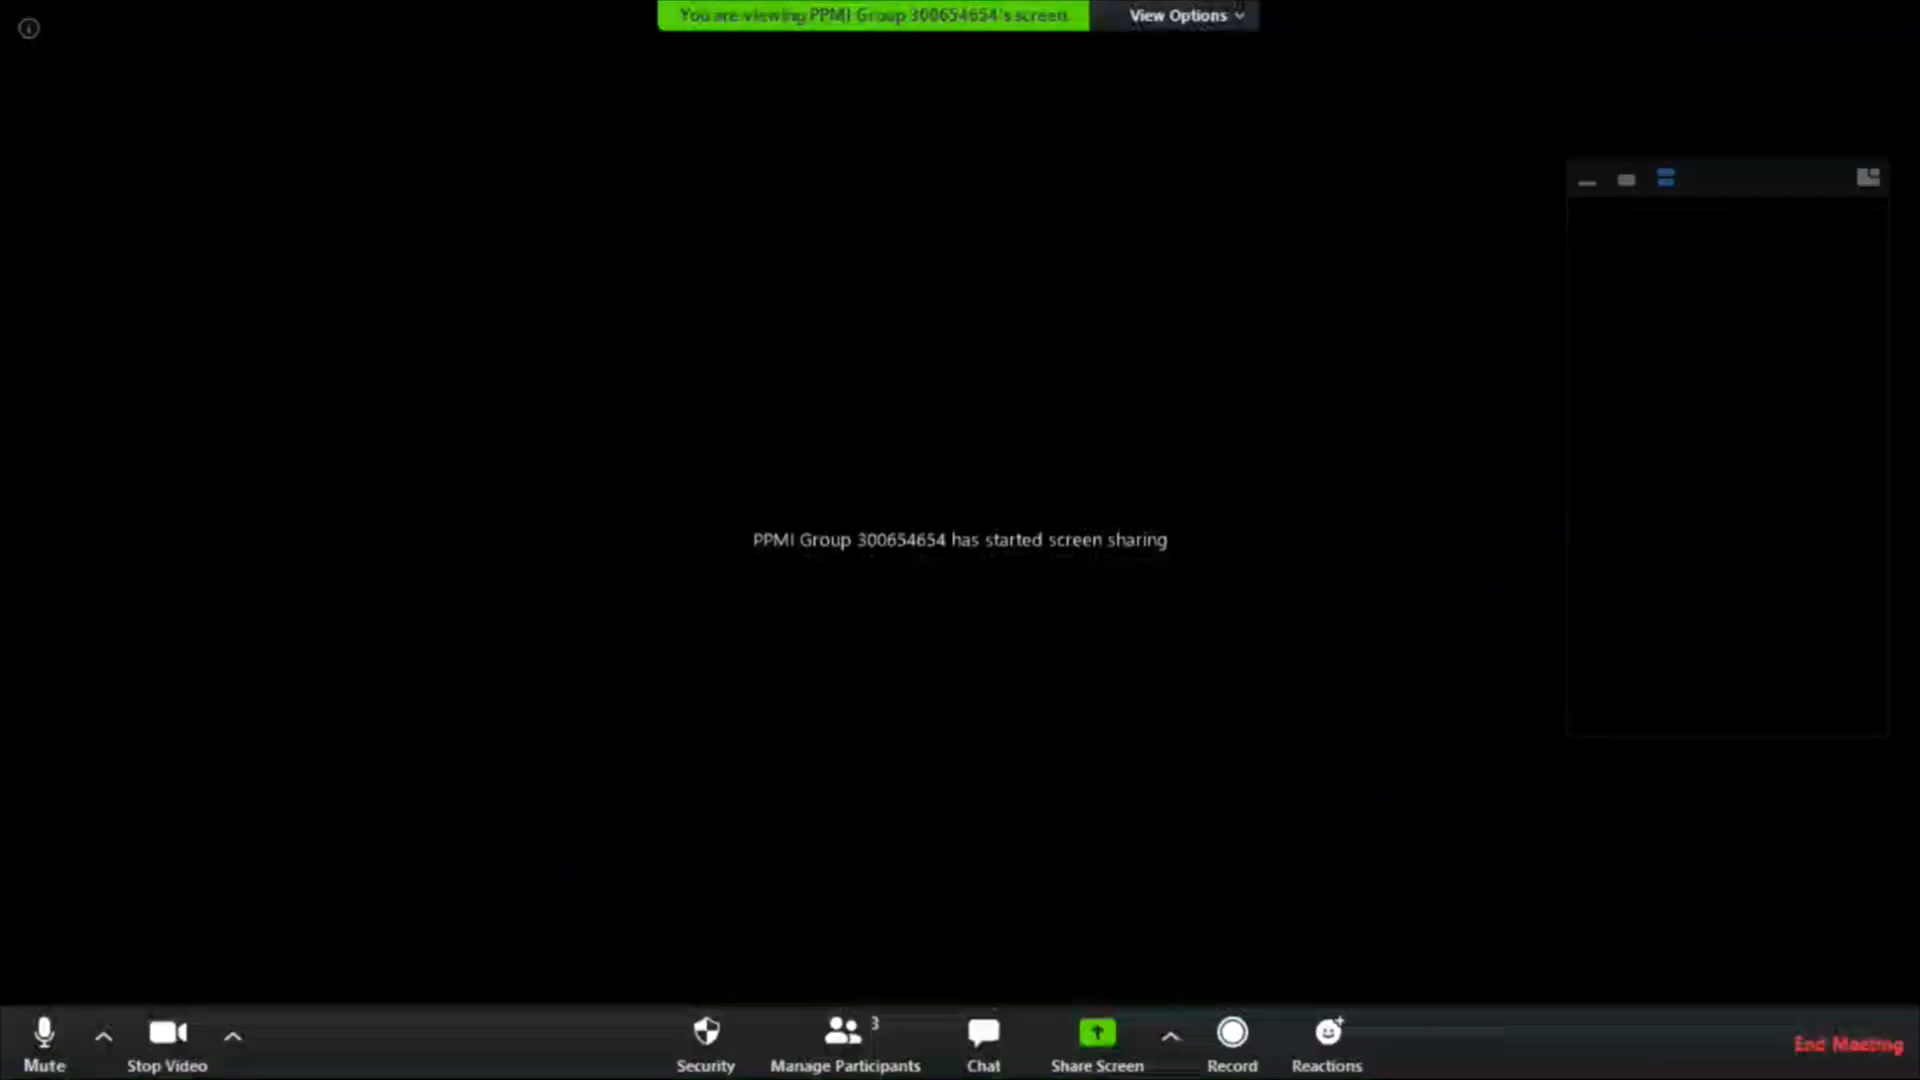 You are viewing PPMI Group 300654654's screen
View Options
PPMI Group 300654654 has started screen sharing
Mute
Stop Video
Security
Manage Participants
3
Chat
Share Screen
Record
Reactions
End Meeting